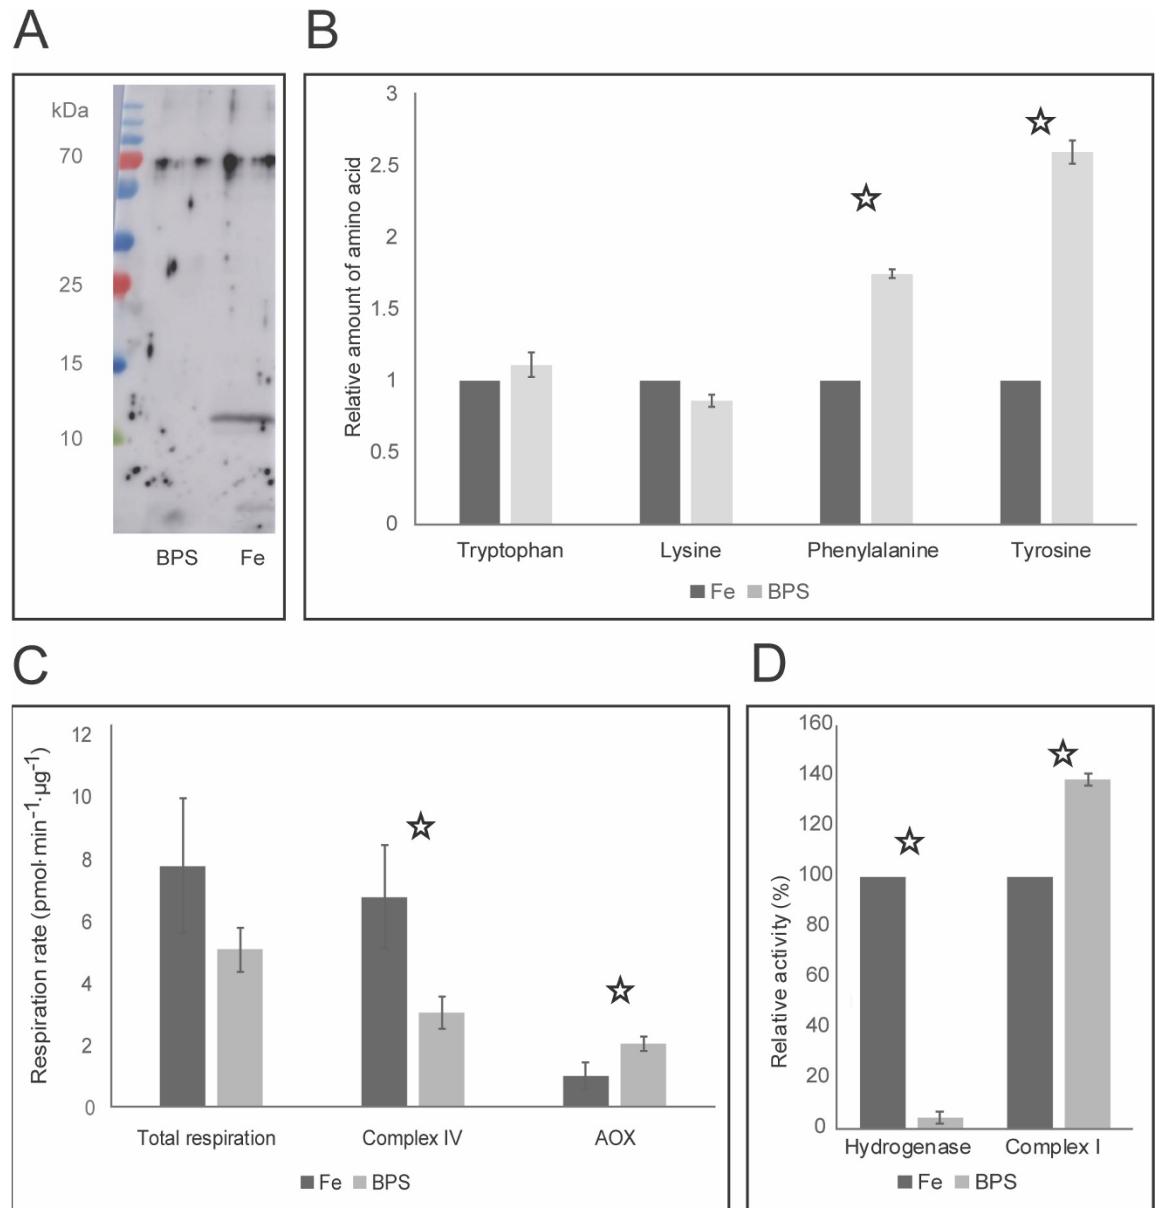 A
kDa
70
25
15
10
BPS Fe
B
Relative amount of amino acid
3
2.5
2
1.5
1
0.5
0
Tryptophan Lysine Phenylalanine Tyrosine
Fe BPS
C
Respiration rate (pmol·min⁻¹·µg⁻¹)
12
10
8
6
4
2
0
Total respiration Complex IV AOX
Fe BPS
D
Relative activity (%)
160
140
120
100
80
60
40
20
0
Hydrogenase Complex I
Fe BPS